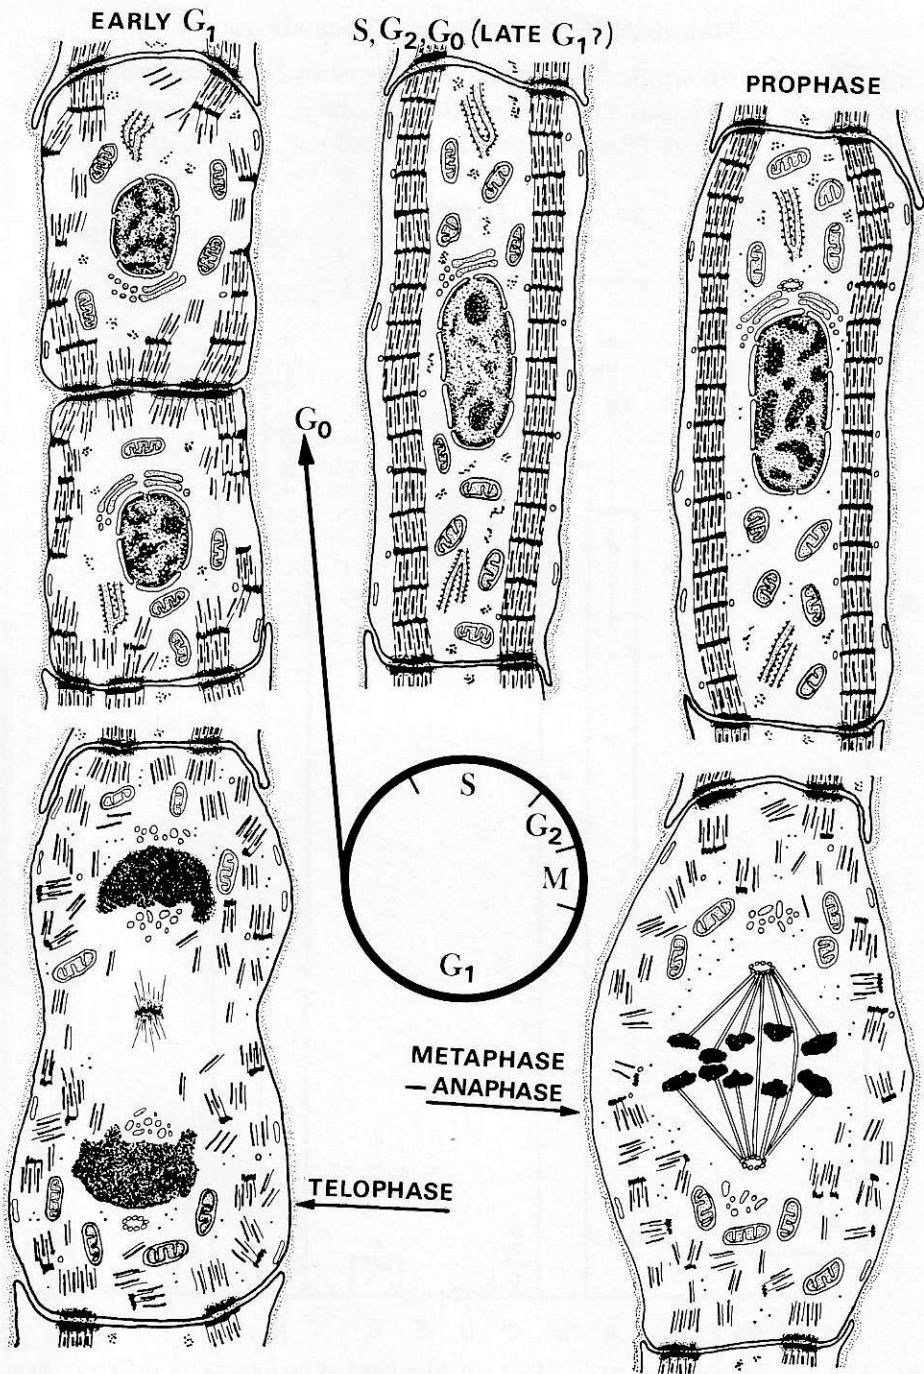 EARLY G₁
S, G₂, G₀ (LATE G₁?)
PROPHASE
G₀
S
G₂
M
G₁
METAPHASE
—ANAPHASE
TELOPHASE